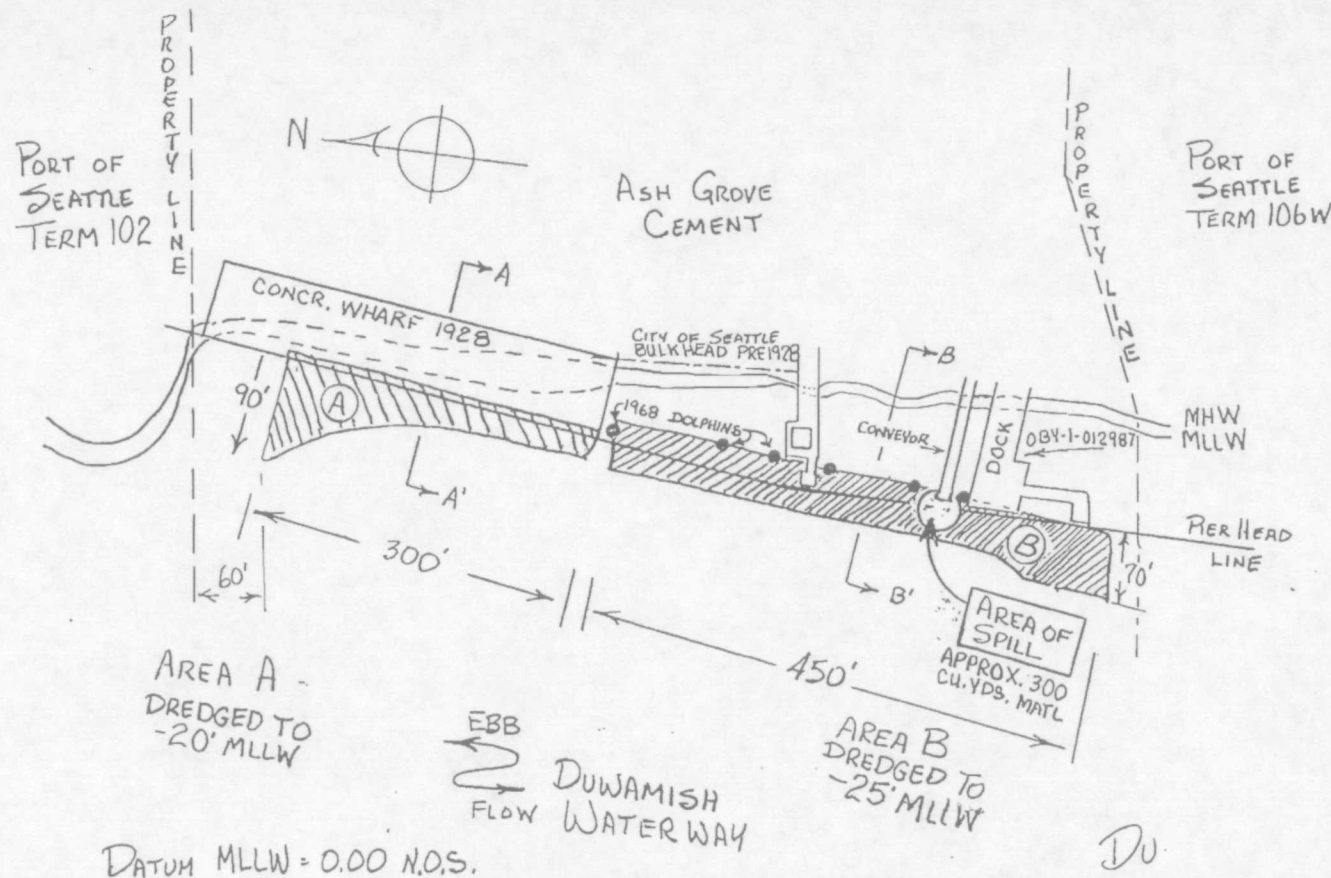 PROPERTY LINE
N
PORT OF
SEATTLE
TERM 102
ASH GROVE
CEMENT
PROPERTY LINE
PORT OF
SEATTLE
TERM 106W
A
CONCR. WHARF 1928
CITY OF SEATTLE
BULKHEAD PRE 1928
B
90'
A
1968 DOLPHINS
CONVEYOR
DOCK
OBY-1-012987
MHW
MLLW
A'
PIER HEAD
LINE
B
70'
300'
60'
B'
AREA OF
SPILL
APPROX. 300
CU. YDS. MATL
450'
AREA A
DREDGED TO
-20' MLLW
EBB
FLOW
DUWAMISH
WATERWAY
AREA B
DREDGED TO
-25' MLLW
DATUM MLLW = 0.00 N.O.S.
DU